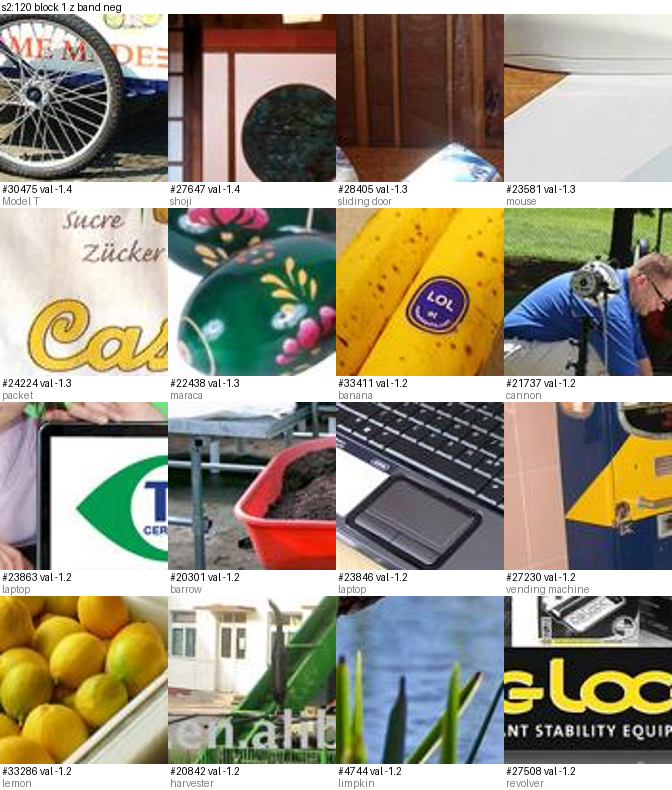 s2:120 block 1 z band neg
ME M DES
#30475 val -1.4
Model T
#27647 val -1.4
shoji
#28405 val -1.3
sliding door
#23581 val -1.3
mouse
Sucre
Zücker
Cas
#24224 val -1.3
packet
#22438 val -1.3
maraca
LOL
#33411 val -1.2
banana
#21737 val -1.2
cannon
T
CER
#23863 val -1.2
laptop
#20301 val -1.2
barrow
#23846 val -1.2
laptop
#27230 val -1.2
vending machine
#33286 val -1.2
lemon
en.alib
#20842 val -1.2
harvester
#4744 val -1.2
limpkin
G-LOC
ANT STABILITY EQUIP
#27508 val -1.2
revolver